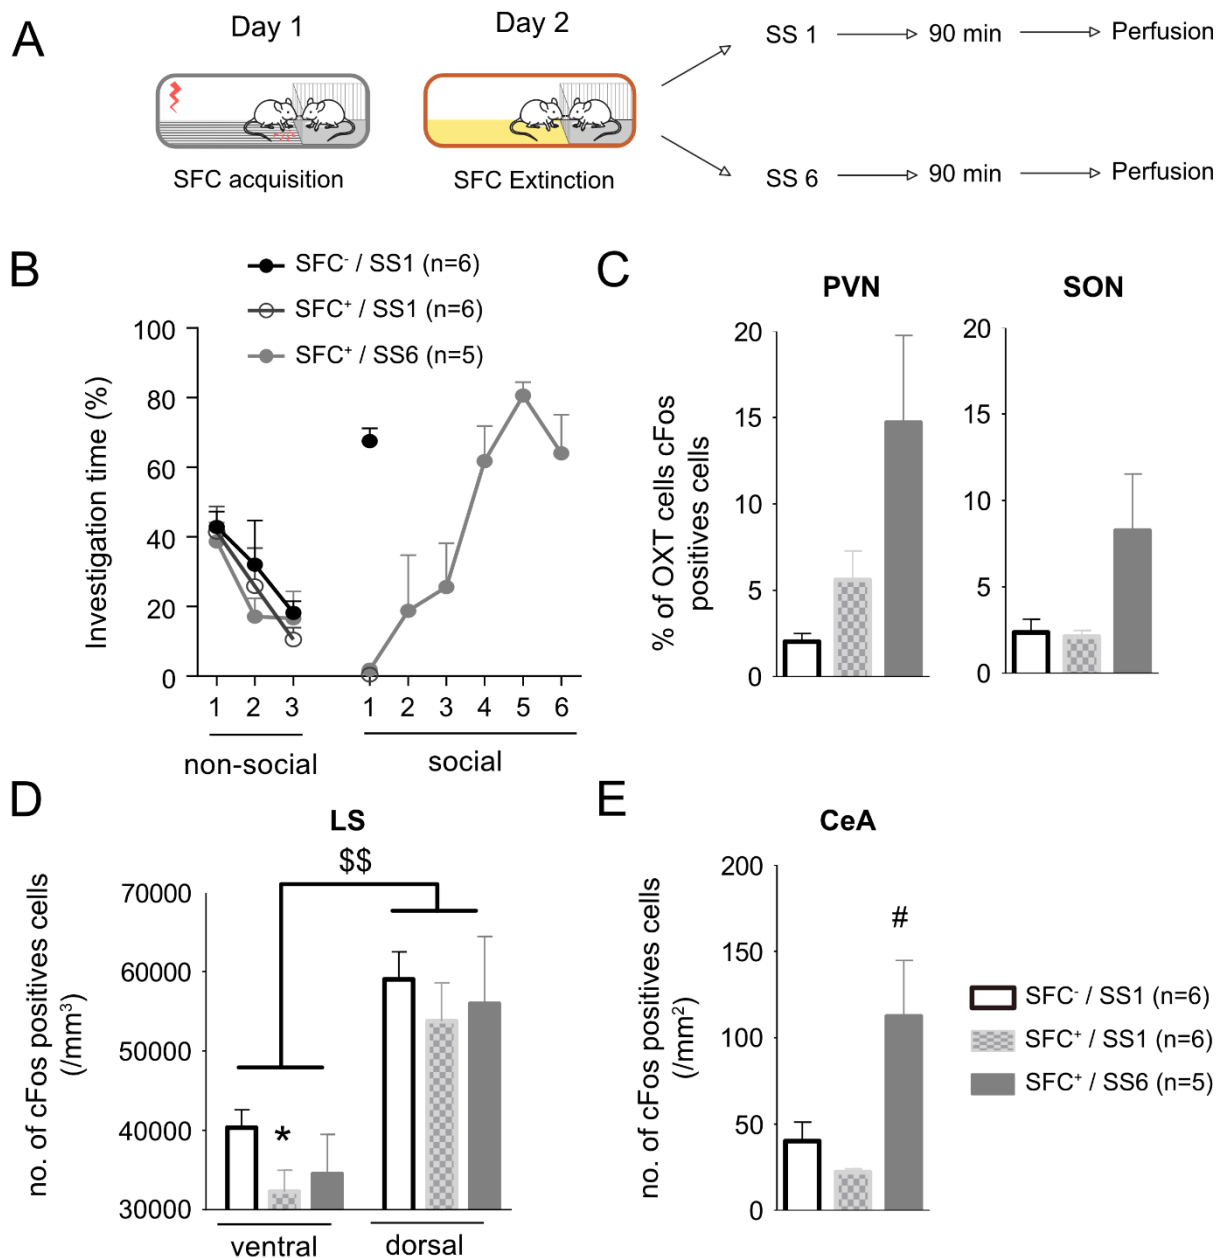 A
Day 1
Day 2
SFC acquisition
SFC Extinction
SS 1
90 min
Perfusion
SS 6
90 min
Perfusion
B
SFC- / SS1 (n=6)
SFC+ / SS1 (n=6)
SFC+ / SS6 (n=5)
Investigation time (%)
100
80
60
40
20
0
1 2 3
1 2 3 4 5 6
non-social
social
C
PVN
SON
% of OXT cells cFos
positives cells
20
15
10
5
0
20
15
10
5
0
D
LS
$$
no. of cFos positives cells
(/mm3)
70000
60000
50000
40000
30000
*
ventral
dorsal
E
CeA
no. of cFos positives cells
(/mm2)
200
150
100
50
0
#
SFC- / SS1 (n=6)
SFC+ / SS1 (n=6)
SFC+ / SS6 (n=5)